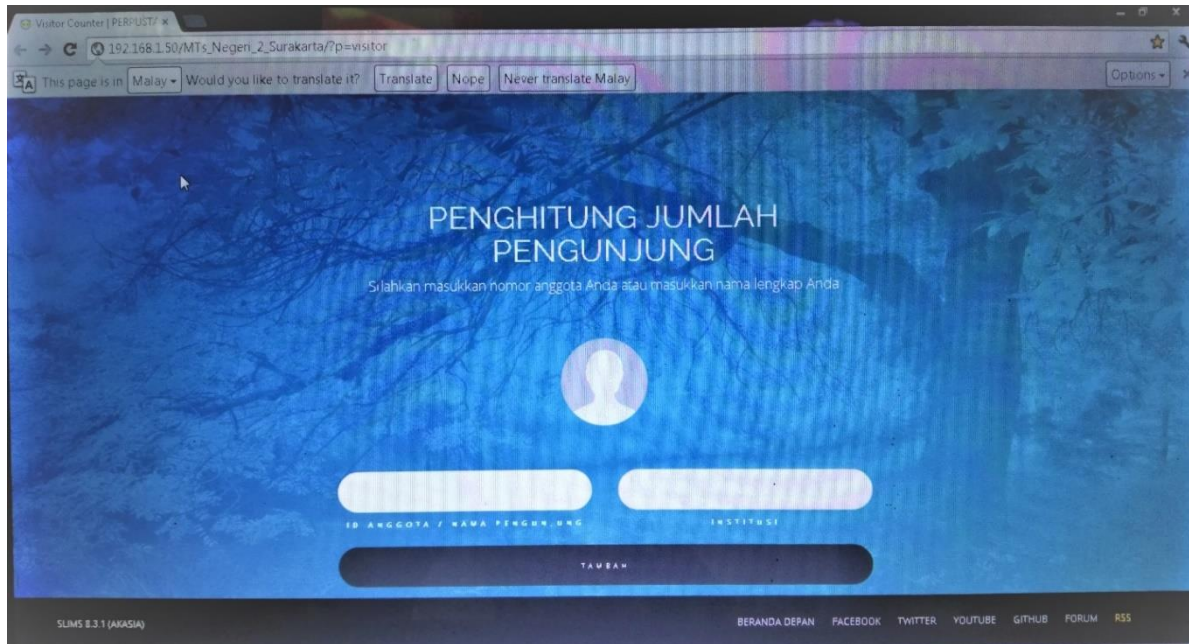 Visitor Counter | PERPUSTA
192.168.1.50/MTs_Negeri_2_Surakarta/?p=visitor
This page is in Malay Would you like to translate it? Translate Nope Never translate Malay Options
PENGHITUNG JUMLAH
PENGUNJUNG
Silahkan masukkan nomor anggota Anda atau masukkan nama lengkap Anda
ID ANGGOTA / NAMA PENGUNJUNG INSTITUSI
TAMBAH
SLIMS 8.3.1 (AKASIA) BERANDA DEPAN FACEBOOK TWITTER YOUTUBE GITHUB FORUM RSS